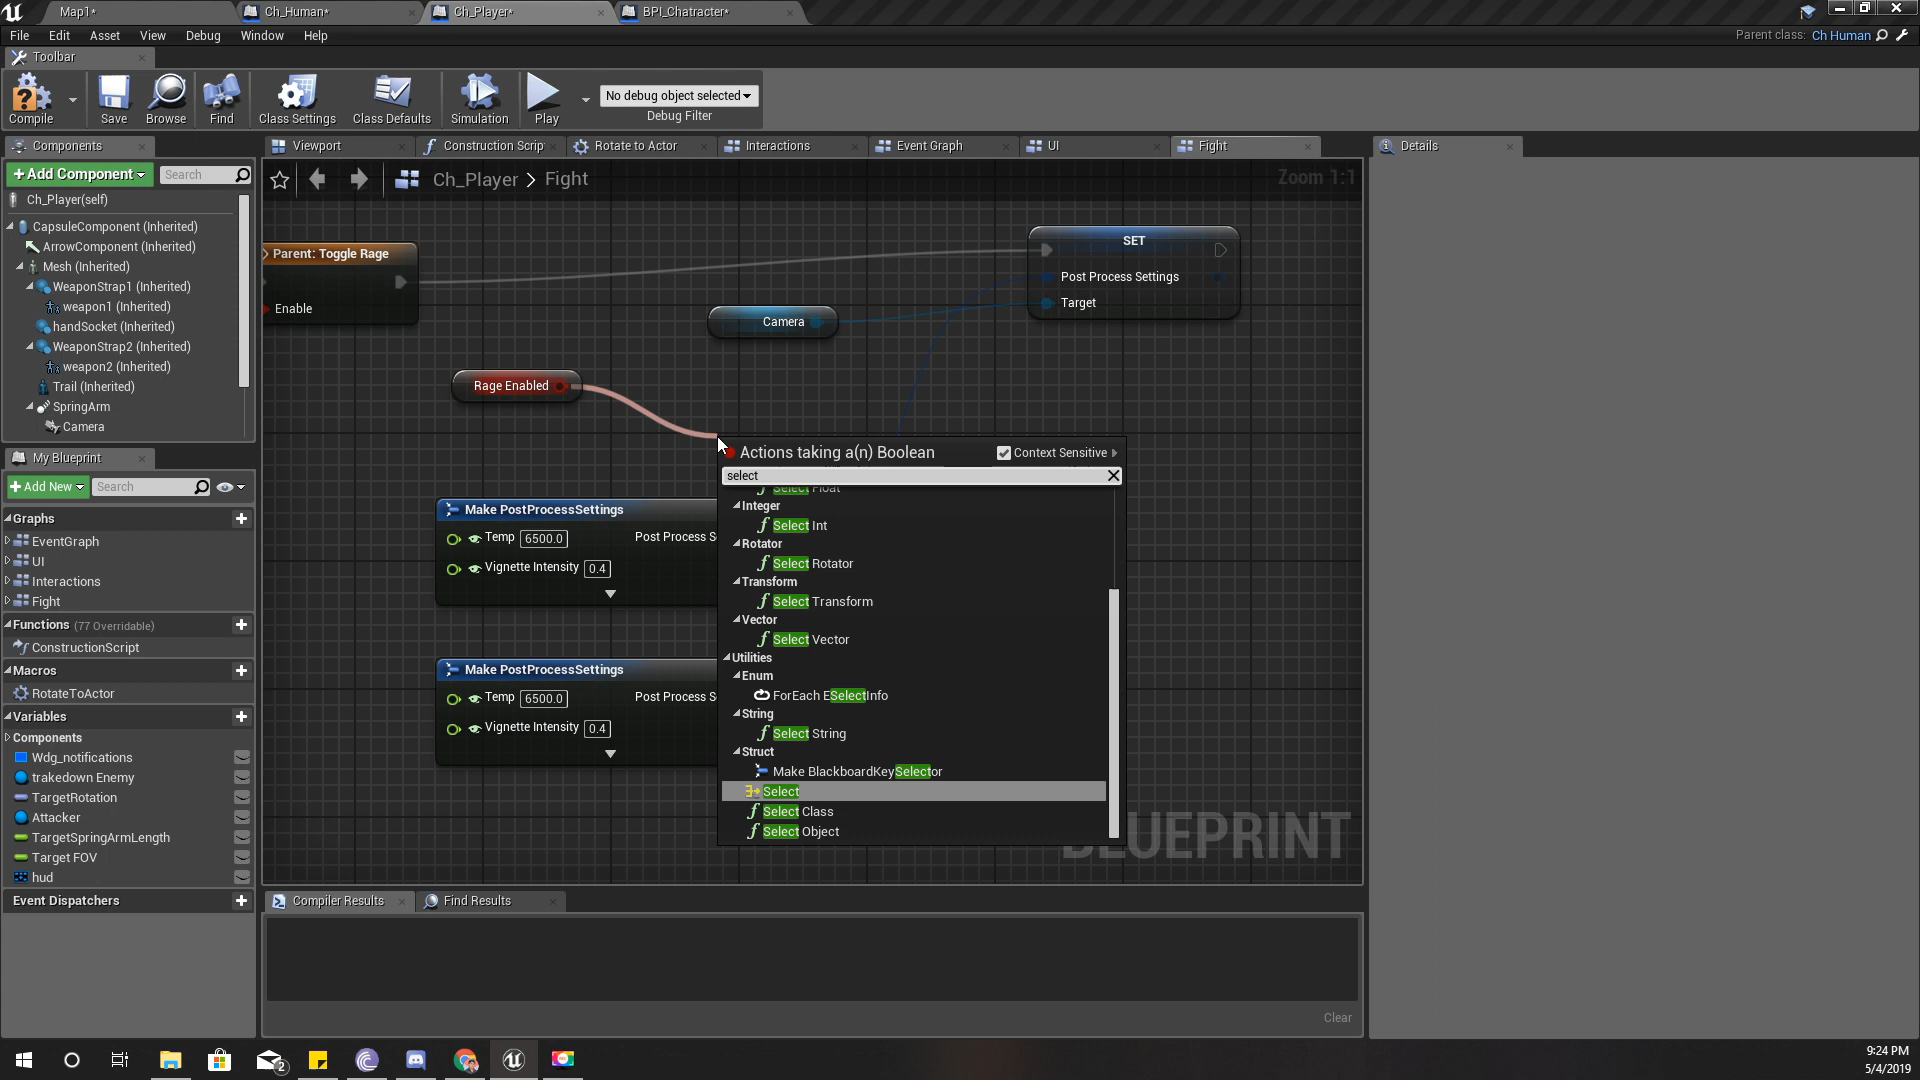 Map1*
Ch_Human*
Ch_Player*
BPI_Chatracter*
File Edit Asset View Debug Window Help
Parent class: Ch Human
Toolbar
Compile
Save
Browse
Find
Class Settings
Class Defaults
Simulation
Play
No debug object selected
Debug Filter
Components
+Add Component
Search
Ch_Player(self)
CapsuleComponent (Inherited)
ArrowComponent (Inherited)
Mesh (Inherited)
WeaponStrap1 (Inherited)
weapon1 (Inherited)
handSocket (Inherited)
WeaponStrap2 (Inherited)
weapon2 (Inherited)
Trail (Inherited)
SpringArm
Camera
My Blueprint
+Add New
Search
Graphs
EventGraph
UI
Interactions
Fight
Functions (77 Overridable)
ConstructionScript
Macros
RotateToActor
Variables
Components
Wdg_notifications
trakedown Enemy
TargetRotation
Attacker
TargetSpringArmLength
Target FOV
hud
Event Dispatchers
Viewport
Construction Scrip
Rotate to Actor
Interactions
Event Graph
UI
Fight
Ch_Player > Fight
Zoom 1:1
Parent: Toggle Rage
Enable
SET
Post Process Settings
Target
Camera
Rage Enabled
Make PostProcessSettings
Temp 6500.0 Post Process S
Vignette Intensity 0.4
Make PostProcessSettings
Temp 6500.0 Post Process S
Vignette Intensity 0.4
Actions taking a(n) Boolean
Context Sensitive
select
Select Float
Integer
Select Int
Rotator
Select Rotator
Transform
Select Transform
Vector
Select Vector
Utilities
Enum
ForEach ESelectInfo
String
Select String
Struct
Make BlackboardKeySelector
Select
Select Class
Select Object
BLUEPRINT
Compiler Results
Find Results
Clear
Details
2
9:24 PM
5/4/2019